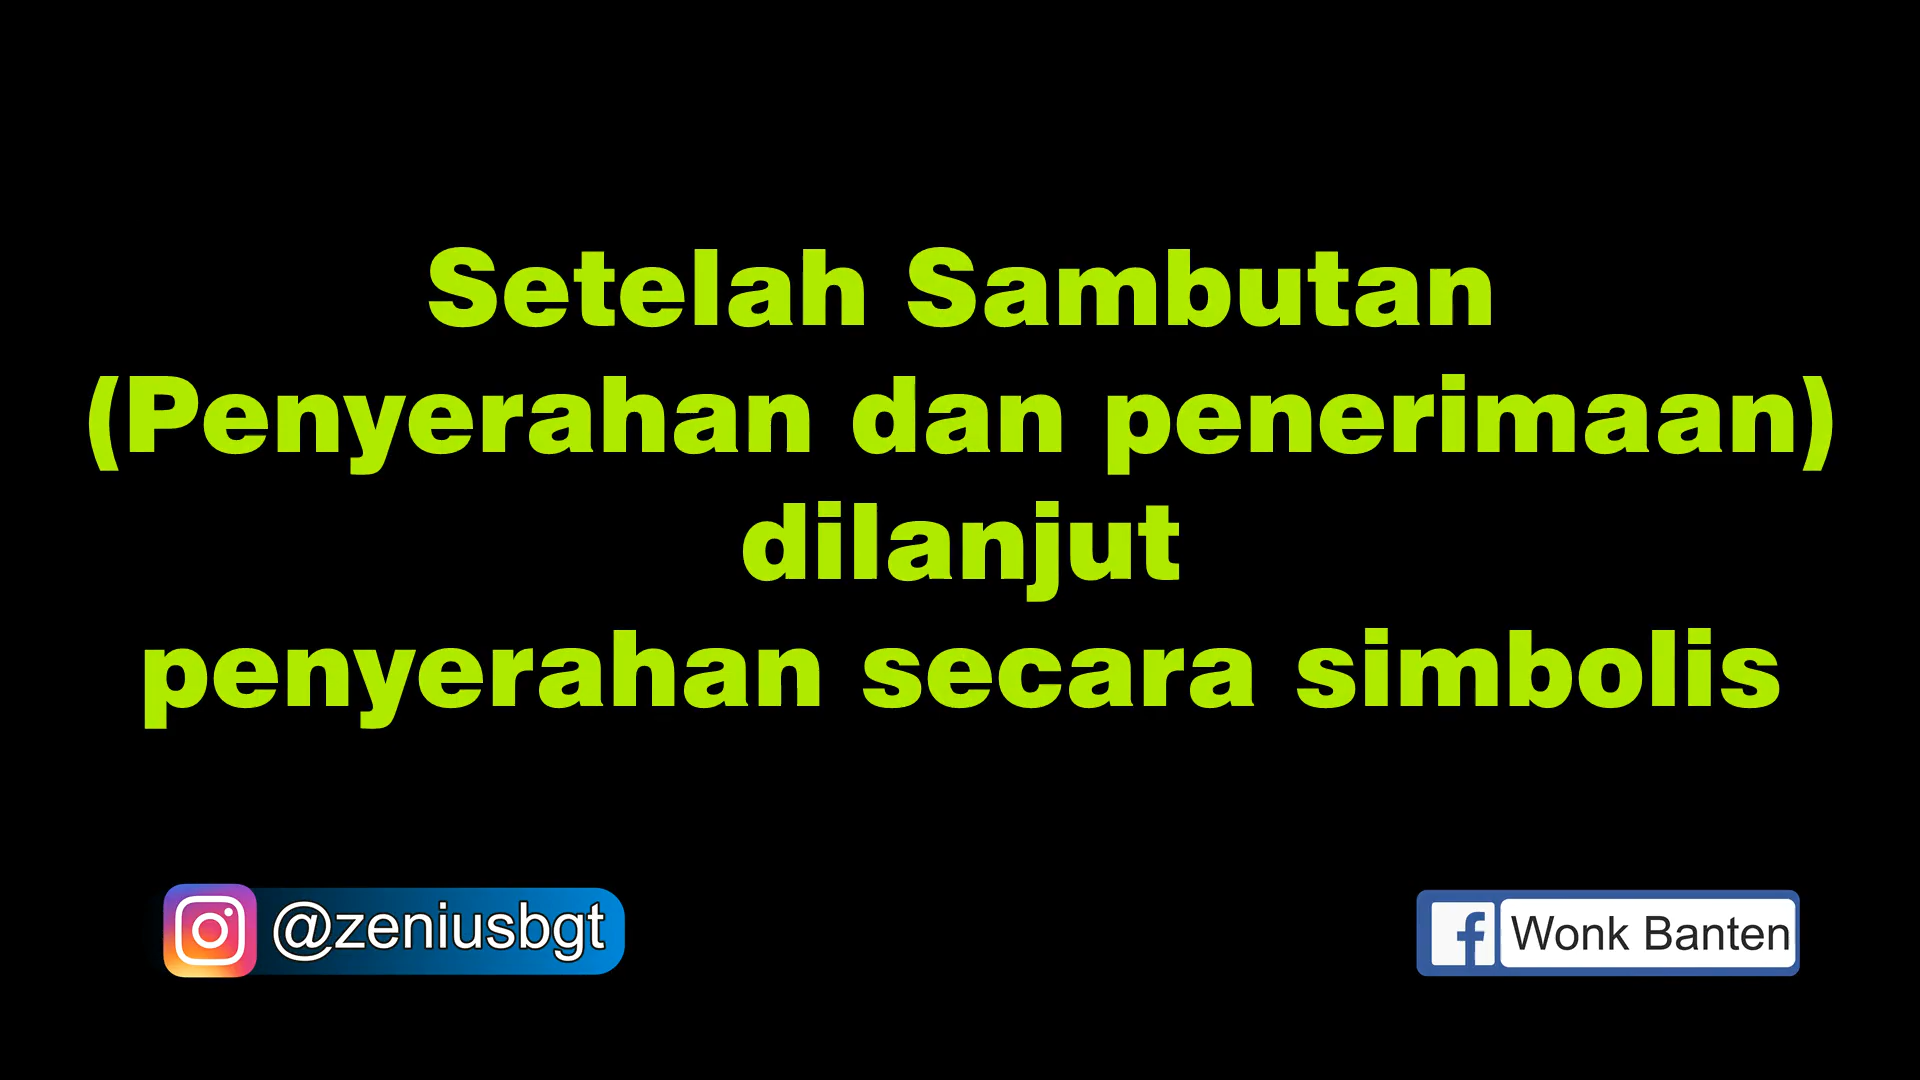 Setelah Sambutan
(Penyerahan dan penerimaan)
dilanjut
penyerahan secara simbolis
@zeniusbgt
Wonk Banten